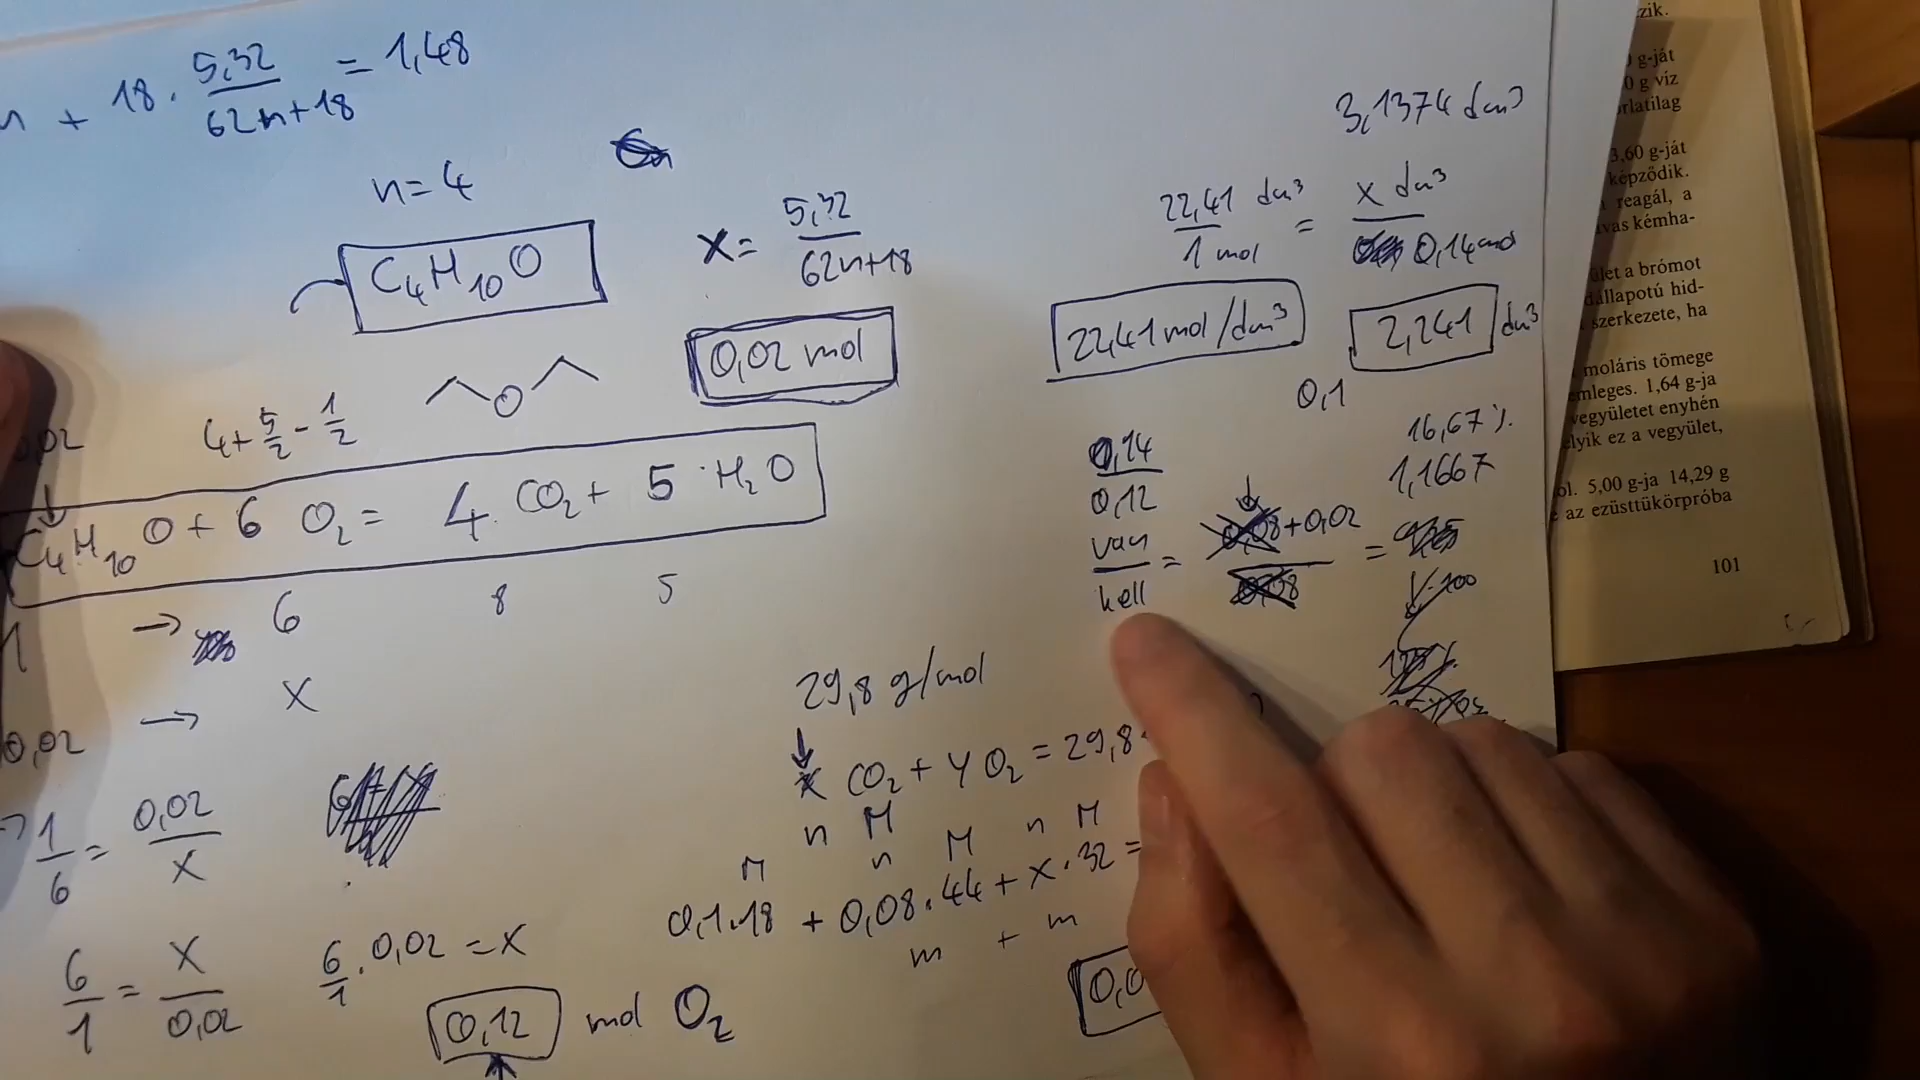 n + 18 · 5,32 / 62n+18 = 1,48
n=4
C4H10O
x= 5,32 / 62n+18
0,02 mol
O
4+ 5/2 - 1/2
0,02
C4H10O + 6 O2 = 4 CO2 + 5 H2O
1 → 6 8 5
0,02 → x
1/6 = 0,02/x
6/1 = x/0,02
6/1 · 0,02 = x
0,12 mol O2
3,1374 dm3
22,41 dm3 / 1 mol = x dm3 / 0,14 mol
22,41 mol/dm3
2,241 dm3
0,1
0,14
0,12
van / kell = 0,08+0,02 / 0,08 =
16,67 %
1,1667
·100
29,8 g/mol
x CO2 + y O2 = 29,8
n M n M
M n M
0,1·18 + 0,08·44 + x·32 =
m + m
0,0
zik.
g-ját
0 g víz
rlatilag
3,60 g-ját
képződik.
reagál, a
vas kémha-
ület a brómot
dállapotú hid-
szerkezete, ha
moláris tömege
emleges. 1,64 g-ja
vegyületet enyhén
elyik ez a vegyület,
ol. 5,00 g-ja 14,29 g
az ezüsttükörpróba
101